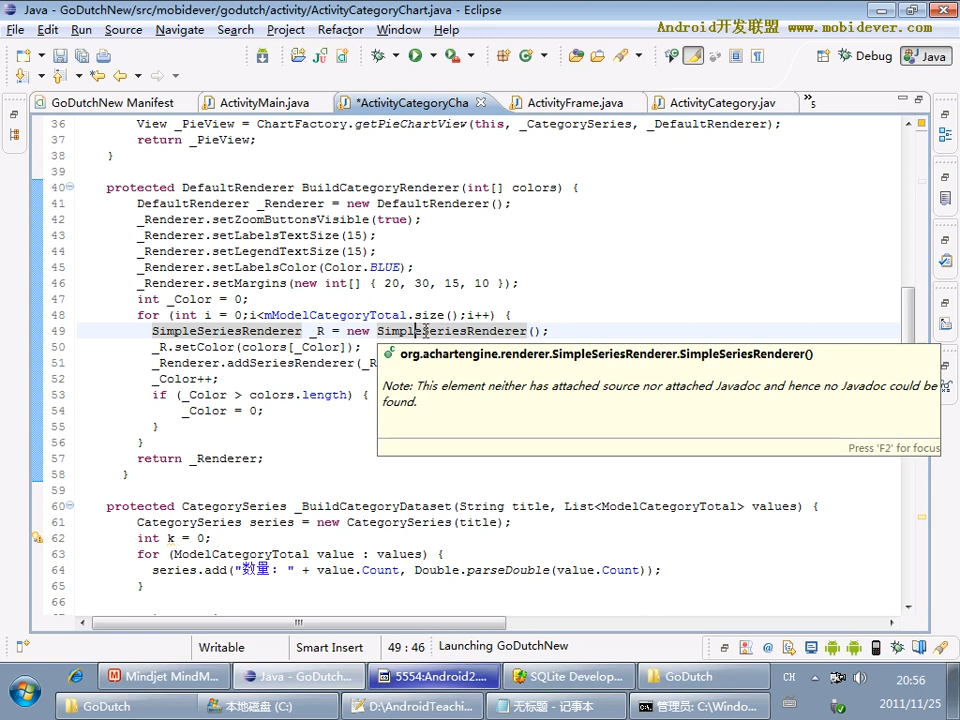 Java - GoDutchNew/src/mobidever/godutch/activity/ActivityCategoryChart.java - Eclipse
File Edit Run Source Navigate Search Project Refactor Window Help
Android开发联盟 www.mobidever.com
Debug Java
GoDutchNew Manifest ActivityMain.java *ActivityCategoryCha ActivityFrame.java ActivityCategory.jav »5
36 View _PieView = ChartFactory.getPieChartView(this, _CategorySeries, _DefaultRenderer);
37 return _PieView;
38 }
39
40 protected DefaultRenderer BuildCategoryRenderer(int[] colors) {
41 DefaultRenderer _Renderer = new DefaultRenderer();
42 _Renderer.setZoomButtonsVisible(true);
43 _Renderer.setLabelsTextSize(15);
44 _Renderer.setLegendTextSize(15);
45 _Renderer.setLabelsColor(Color.BLUE);
46 _Renderer.setMargins(new int[] { 20, 30, 15, 10 });
47 int _Color = 0;
48 for (int i = 0;i<mModelCategoryTotal.size();i++) {
49 SimpleSeriesRenderer _R = new SimpleSeriesRenderer();
50 _R.setColor(colors[_Color]);
51 _Renderer.addSeriesRenderer(_R
52 _Color++;
53 if (_Color > colors.length) {
54 _Color = 0;
55 }
56 }
57 return _Renderer;
58 }
59
60 protected CategorySeries _BuildCategoryDataset(String title, List<ModelCategoryTotal> values) {
61 CategorySeries series = new CategorySeries(title);
62 int k = 0;
63 for (ModelCategoryTotal value : values) {
64 series.add("数量: " + value.Count, Double.parseDouble(value.Count));
65 }
66
org.achartengine.renderer.SimpleSeriesRenderer.SimpleSeriesRenderer()
Note: This element neither has attached source nor attached Javadoc and hence no Javadoc could be
found.
Press 'F2' for focus
Writable Smart Insert 49 : 46 Launching GoDutchNew
Mindjet MindM... Java - GoDutch... 5554:Android2.... SQLite Develop... GoDutch CH 20:56
GoDutch 本地磁盘 (C:) D:\AndroidTeachi... 无标题 - 记事本 管理员: C:\Windo... 2011/11/25